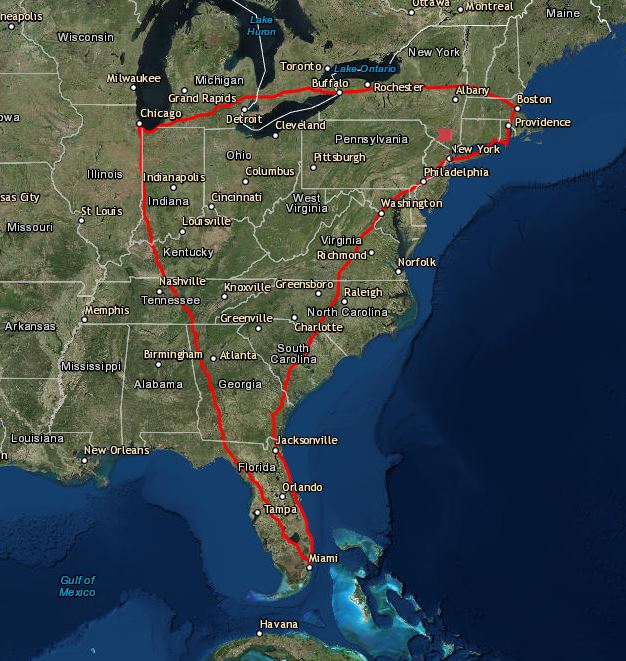 neapolis
Ottawa
Montreal
Maine
Wisconsin
Lake
Huron
New York
Toronto
Lake Ontario
Milwaukee
Michigan
Buffalo
Rochester
Grand Rapids
Albany
Boston
Chicago
Detroit
Cleveland
Providence
owa
Pennsylvania
New York
Ohio
Pittsburgh
Illinois
Indianapolis
Columbus
Philadelphia
sas City
Indiana
Cincinnati
West
Virginia
Washington
St Louis
Missouri
Louisville
Virginia
Kentucky
Richmond
Norfolk
Nashville
Knoxville
Greensboro
Raleigh
Tennessee
Memphis
Greenville
North Carolina
Arkansas
Charlotte
South
Carolina
Birmingham
Atlanta
Mississippi
Alabama
Georgia
Louisiana
Jacksonville
n
New Orleans
Florida
Orlando
Tampa
Miami
Gulf of
Mexico
Havana